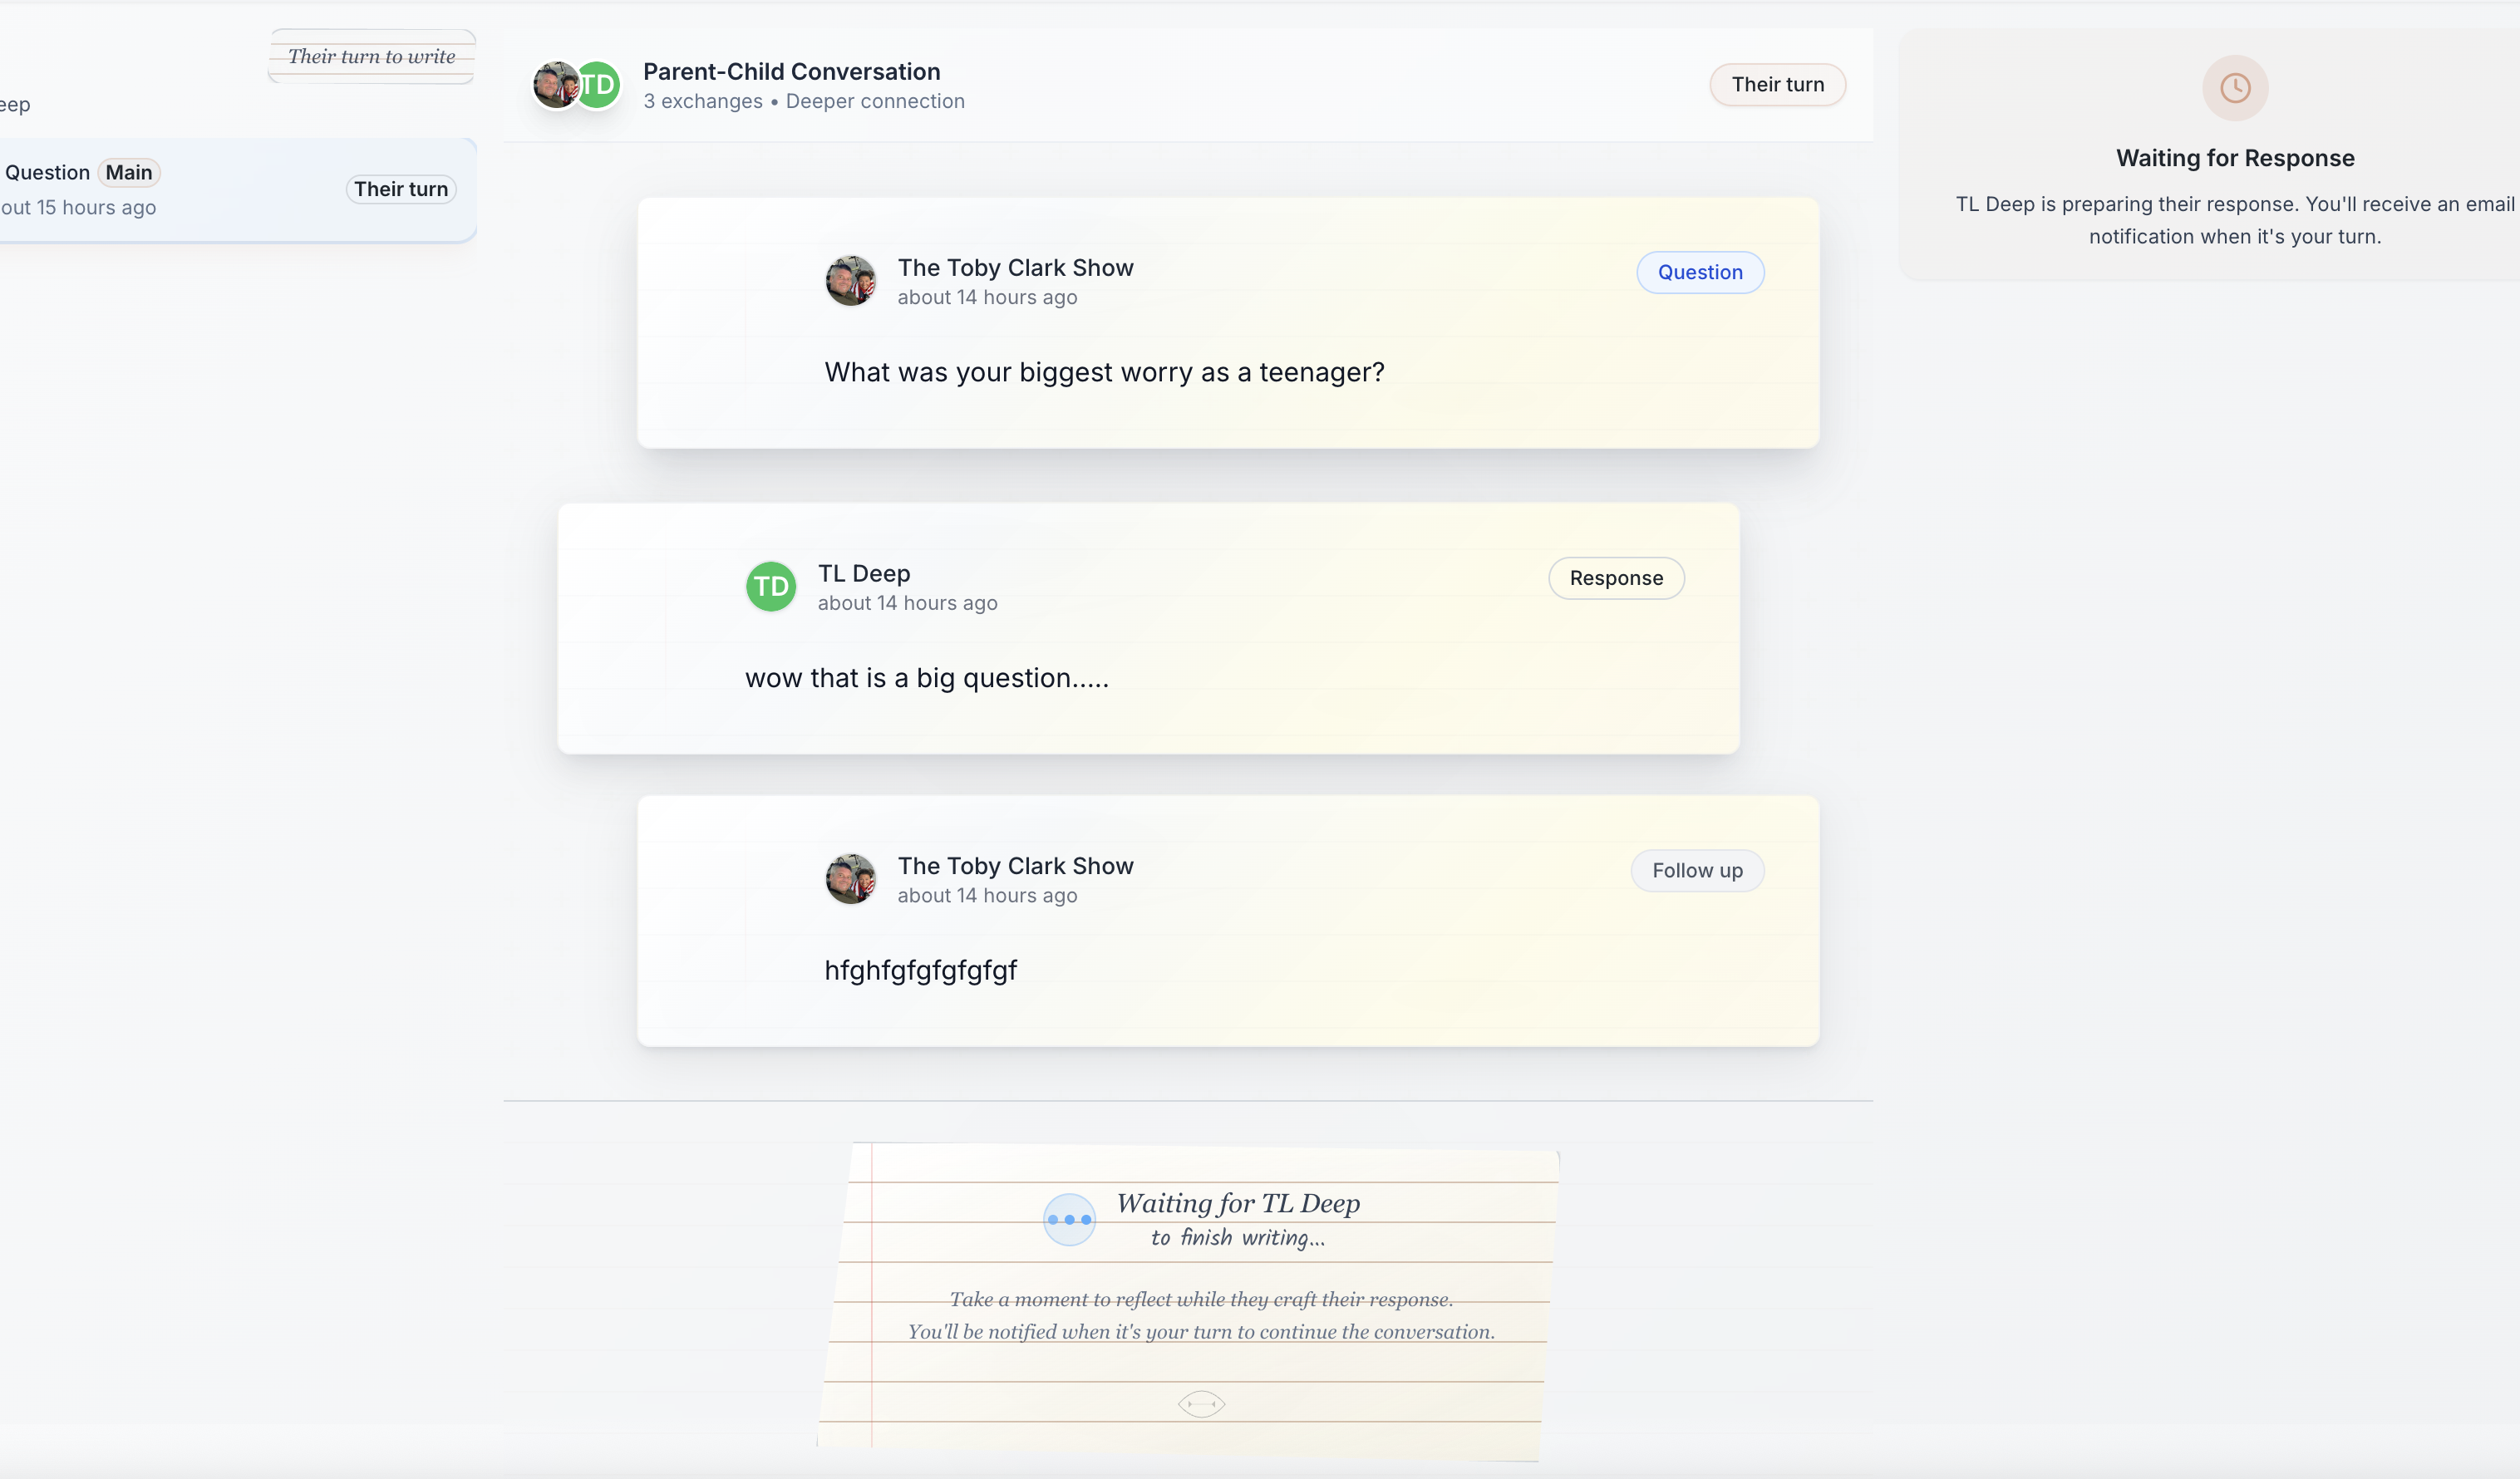 Their turn to write
eep
Question Main
out 15 hours ago
Their turn
TD
Parent-Child Conversation
3 exchanges • Deeper connection
Their turn
The Toby Clark Show
about 14 hours ago
Question
What was your biggest worry as a teenager?
TD
TL Deep
about 14 hours ago
Response
wow that is a big question.....
The Toby Clark Show
about 14 hours ago
Follow up
hfghfgfgfgfgfgf
Waiting for TL Deep
to finish writing...
Take a moment to reflect while they craft their response.
You'll be notified when it's your turn to continue the conversation.
Waiting for Response
TL Deep is preparing their response. You'll receive an email
notification when it's your turn.